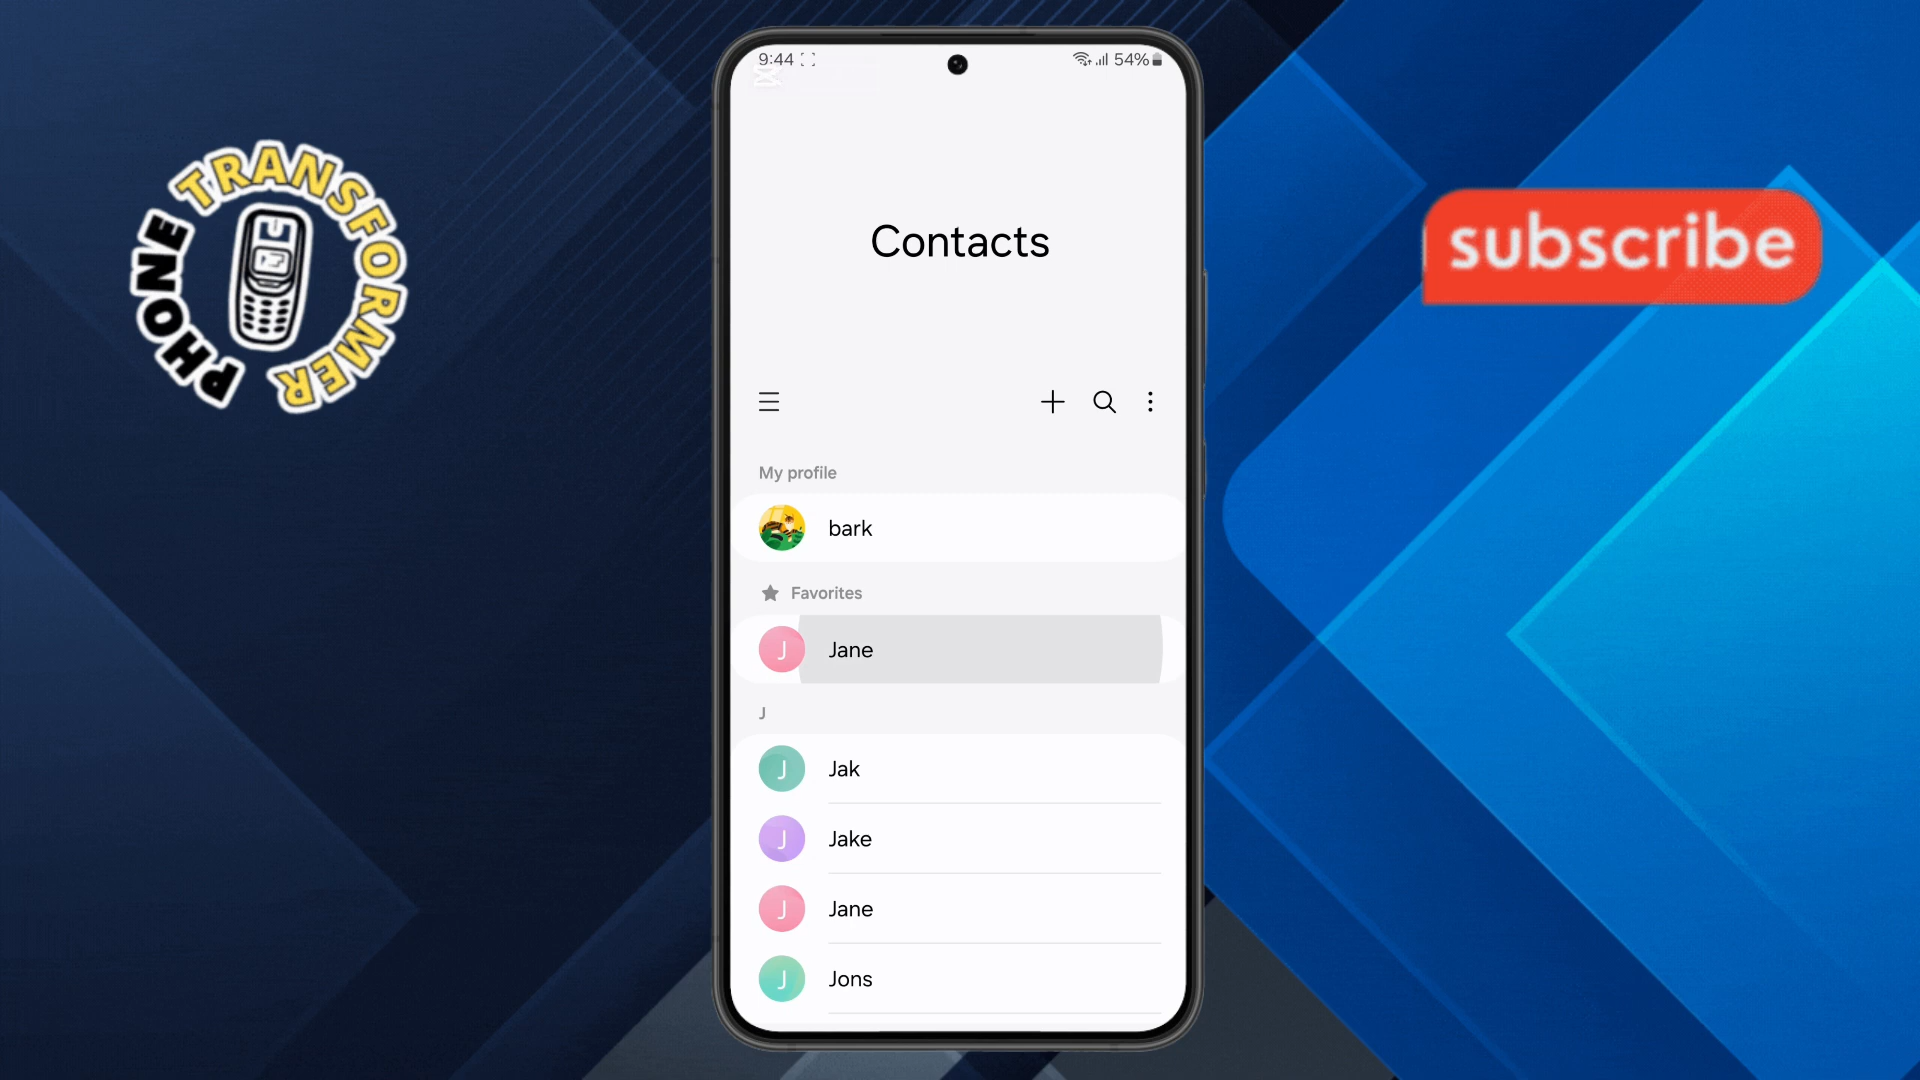 PHONE TRANSFORMER
subscribe
9:44
54%
Contacts
My profile
bark
Favorites
J Jane
J
J Jak
J Jake
J Jane
J Jons